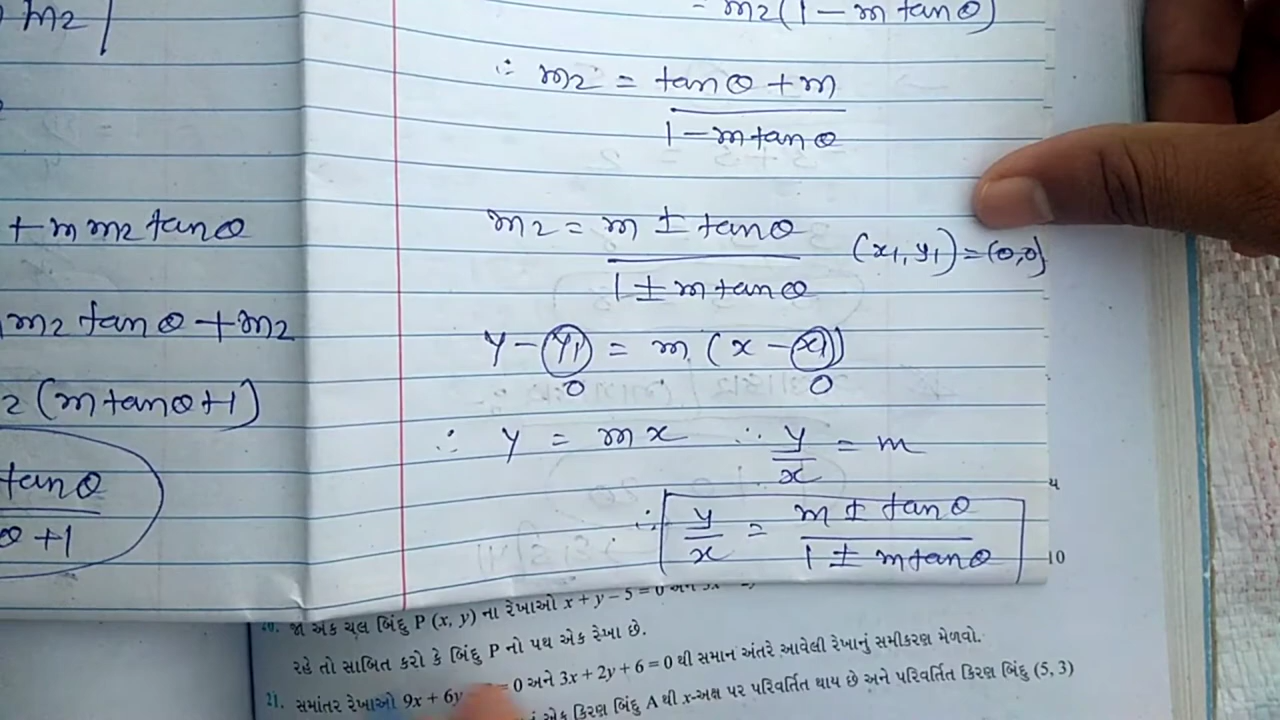 m2 |
+ m m2 tanθ
m2 tanθ + m2
2 (m tanθ + 1)
tanθ
θ + 1
= m2 (1 - m tanθ)
∴ m2 = tanθ + m
1 - m tanθ
m2 = m ± tanθ
1 ± m tanθ
(x1, y1) = (0,0)
y - (y1) = m (x - (x1))
0 0
∴ y = mx ∴ y/x = m
∴ y/x = m ± tanθ
1 ± m tanθ
10
જો એક ચલ બિંદુ P (x, y) ના રેખાઓ x + y – 5 = 0 અને
રહે તો સાબિત કરો કે બિંદુ P નો પથ એક રેખા છે.
21. સમાંતર રેખાઓ 9x + 6y = 0 અને 3x + 2y + 6 = 0 થી સમાન અંતરે આવેલી રેખાનું સમીકરણ મેળવો.
એક કિરણ બિંદુ A થી x-અક્ષ પર પરિવર્તિત થાય છે અને પરિવર્તિત કિરણ બિંદુ (5, 3)